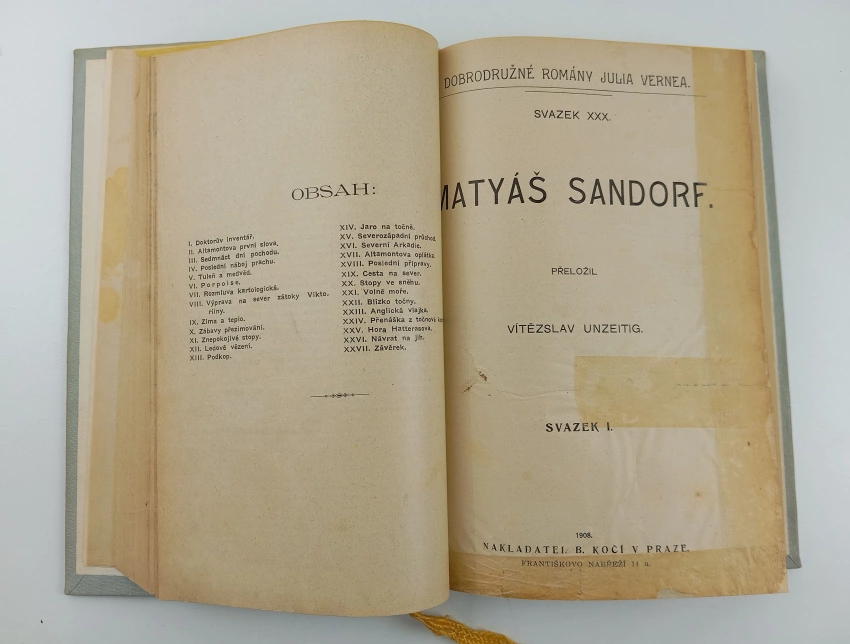 OBSAH:
I. Doktorův inventář.
II. Altamontova první slova.
III. Sedmnáct dní pochodu.
IV. Poslední náboj prachu.
V. Tuleň a medvěd.
VI. Porpoise.
VII. Rozmluva kartologická.
VIII. Výprava na sever zátoky Vikto-
riiny.
IX. Zima a teplo.
X. Zábavy přezimování.
XI. Znepokojivé stopy.
XII. Ledové vězení.
XIII. Podkop.
XIV. Jaro na točně.
XV. Severozápadní průchod.
XVI. Severní Arkadie.
XVII. Altamontova oplátka.
XVIII. Poslední přípravy.
XIX. Cesta na sever.
XX. Stopy ve sněhu.
XXI. Volné moře.
XXII. Blízko točny.
XXIII. Anglická vlajka.
XXIV. Přenáška z točnové
XXV. Hora Hatterasova.
XXVI. Návrat na jih.
XXVII. Závěrek.
DOBRODRUŽNÉ ROMÁNY JULIA VERNEA.
SVAZEK XXX.
MATYÁŠ SANDORF.
PŘELOŽIL
VÍTĚZSLAV UNZEITIG.
SVAZEK I.
1908.
NAKLADATEL B. KOČÍ V PRAZE.
FRANTIŠKOVO NÁBŘEŽÍ 14 n.